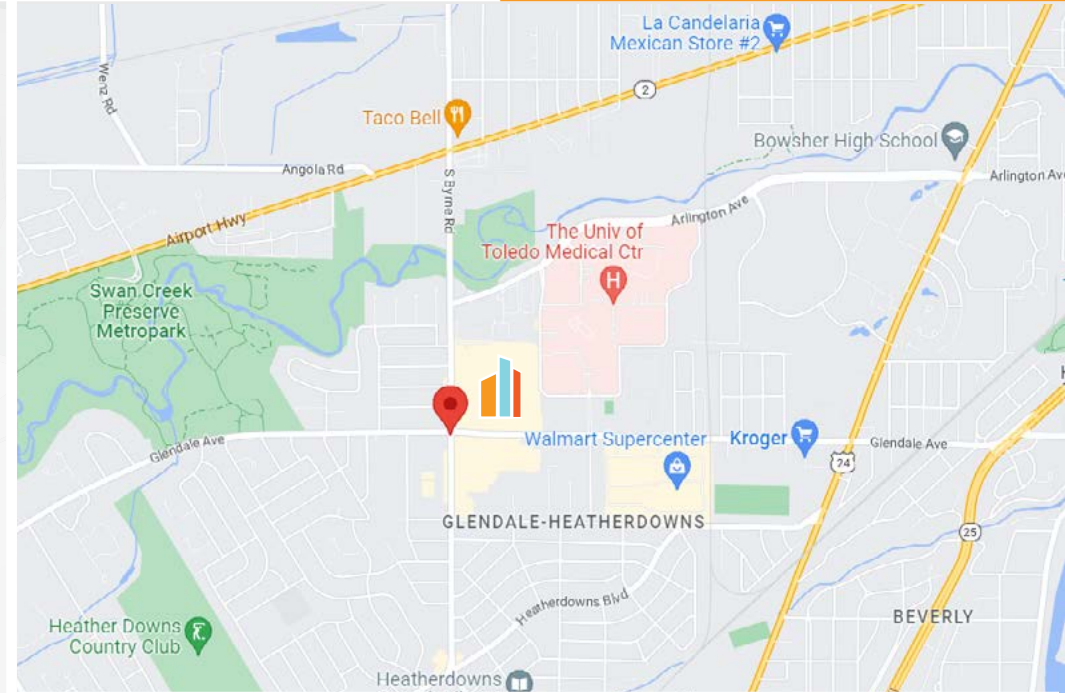 La Candelaria
Mexican Store #2
Wenz Rd
2
Taco Bell
Bowsher High School
Angola Rd
S Byrne Rd
Arlington Ave
Arlington Av
Airport Hwy
The Univ of
Toledo Medical Ctr
H
Swan Creek
Preserve
Metropark
Glendale Ave
Walmart Supercenter
Kroger
Glendale Ave
24
GLENDALE-HEATHERDOWNS
25
Heatherdowns Blvd
BEVERLY
Heather Downs
Country Club
Heatherdowns